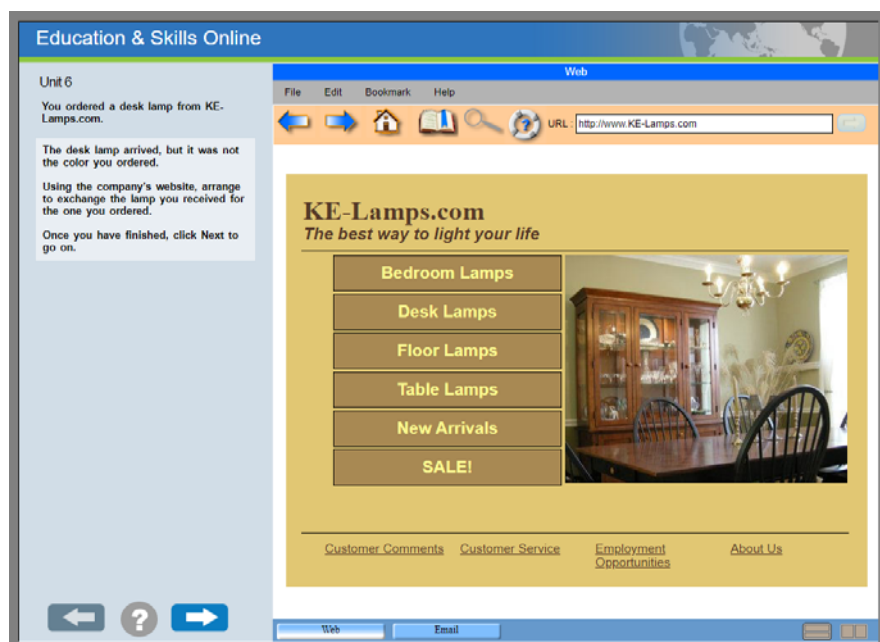 Education & Skills Online
Unit 6
You ordered a desk lamp from KE-
Lamps.com.
The desk lamp arrived, but it was not
the color you ordered.
Using the company's website, arrange
to exchange the lamp you received for
the one you ordered.
Once you have finished, click Next to
go on.
Web
File Edit Bookmark Help
URL : http://www.KE-Lamps.com
KE-Lamps.com
The best way to light your life
Bedroom Lamps
Desk Lamps
Floor Lamps
Table Lamps
New Arrivals
SALE!
Customer Comments Customer Service Employment About Us
Opportunities
?
Web Email